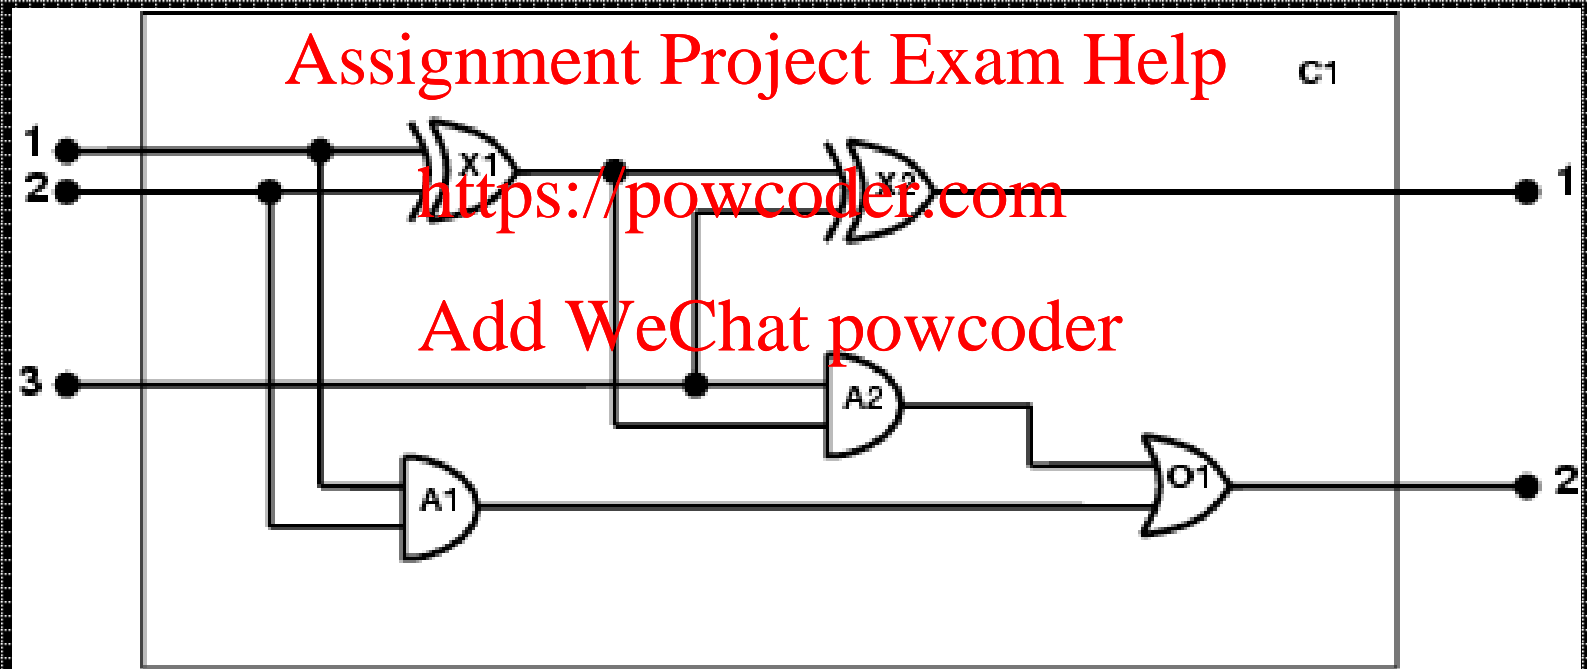 Assignment Project Exam Help
C1
1
X1
2
https://powcoder.com
X2
1
Add WeChat powcoder
3
A2
A1
O1
2